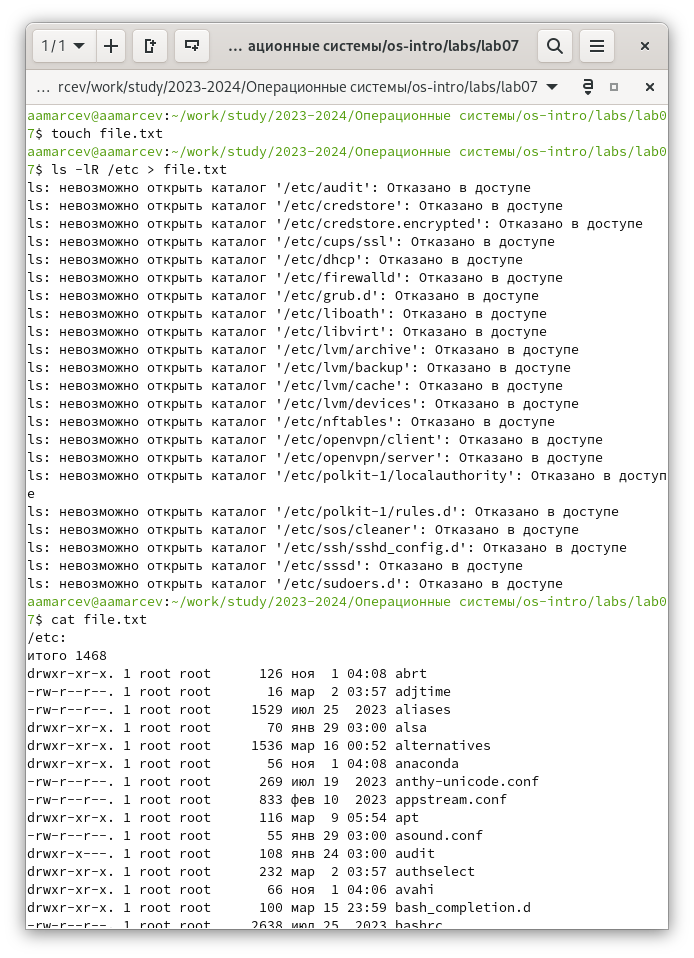 1/1 … ационные системы/os-intro/labs/lab07
… rcev/work/study/2023-2024/Операционные системы/os-intro/labs/lab07
aamarcev@aamarcev:~/work/study/2023-2024/Операционные системы/os-intro/labs/lab0
7$ touch file.txt
aamarcev@aamarcev:~/work/study/2023-2024/Операционные системы/os-intro/labs/lab0
7$ ls -lR /etc > file.txt
ls: невозможно открыть каталог '/etc/audit': Отказано в доступе
ls: невозможно открыть каталог '/etc/credstore': Отказано в доступе
ls: невозможно открыть каталог '/etc/credstore.encrypted': Отказано в доступе
ls: невозможно открыть каталог '/etc/cups/ssl': Отказано в доступе
ls: невозможно открыть каталог '/etc/dhcp': Отказано в доступе
ls: невозможно открыть каталог '/etc/firewalld': Отказано в доступе
ls: невозможно открыть каталог '/etc/grub.d': Отказано в доступе
ls: невозможно открыть каталог '/etc/liboath': Отказано в доступе
ls: невозможно открыть каталог '/etc/libvirt': Отказано в доступе
ls: невозможно открыть каталог '/etc/lvm/archive': Отказано в доступе
ls: невозможно открыть каталог '/etc/lvm/backup': Отказано в доступе
ls: невозможно открыть каталог '/etc/lvm/cache': Отказано в доступе
ls: невозможно открыть каталог '/etc/lvm/devices': Отказано в доступе
ls: невозможно открыть каталог '/etc/nftables': Отказано в доступе
ls: невозможно открыть каталог '/etc/openvpn/client': Отказано в доступе
ls: невозможно открыть каталог '/etc/openvpn/server': Отказано в доступе
ls: невозможно открыть каталог '/etc/polkit-1/localauthority': Отказано в доступ
е
ls: невозможно открыть каталог '/etc/polkit-1/rules.d': Отказано в доступе
ls: невозможно открыть каталог '/etc/sos/cleaner': Отказано в доступе
ls: невозможно открыть каталог '/etc/ssh/sshd_config.d': Отказано в доступе
ls: невозможно открыть каталог '/etc/sssd': Отказано в доступе
ls: невозможно открыть каталог '/etc/sudoers.d': Отказано в доступе
aamarcev@aamarcev:~/work/study/2023-2024/Операционные системы/os-intro/labs/lab0
7$ cat file.txt
/etc:
итого 1468
drwxr-xr-x. 1 root root      126 ноя  1 04:08 abrt
-rw-r--r--. 1 root root       16 мар  2 03:57 adjtime
-rw-r--r--. 1 root root     1529 июл 25  2023 aliases
drwxr-xr-x. 1 root root       70 янв 29 03:00 alsa
drwxr-xr-x. 1 root root     1536 мар 16 00:52 alternatives
drwxr-xr-x. 1 root root       56 ноя  1 04:08 anaconda
-rw-r--r--. 1 root root      269 июл 19  2023 anthy-unicode.conf
-rw-r--r--. 1 root root      833 фев 10  2023 appstream.conf
drwxr-xr-x. 1 root root      116 мар  9 05:54 apt
-rw-r--r--. 1 root root       55 янв 29 03:00 asound.conf
drwxr-x---. 1 root root      108 янв 24 03:00 audit
drwxr-xr-x. 1 root root      232 мар  2 03:57 authselect
drwxr-xr-x. 1 root root       66 ноя  1 04:06 avahi
drwxr-xr-x. 1 root root      100 мар 15 23:59 bash_completion.d
-rw-r--r--. 1 root root     2638 июл 25  2023 bashrc